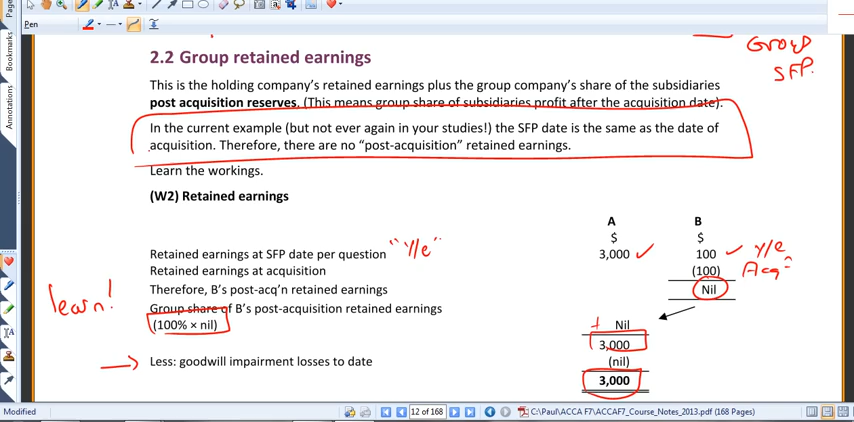 Pen
Pages
Bookmarks
Annotations
Group
SFP.
2.2 Group retained earnings
This is the holding company's retained earnings plus the group company's share of the subsidiaries
post acquisition reserves. (This means group share of subsidiaries profit after the acquisition date).
In the current example (but not ever again in your studies!) the SFP date is the same as the date of
acquisition. Therefore, there are no "post-acquisition" retained earnings.
Learn the workings.
(W2) Retained earnings
A B
$ $
Retained earnings at SFP date per question "Y/e" 3,000 100 Y/e
Retained earnings at acquisition (100) Acq
Therefore, B's post-acq'n retained earnings Nil
learn!
Group share of B's post-acquisition retained earnings
(100% × nil) + Nil
3,000
Less: goodwill impairment losses to date (nil)
3,000
Modified 12 of 168 C:\Paul\ACCA F7\ACCAF7_Course_Notes_2013.pdf (168 Pages)